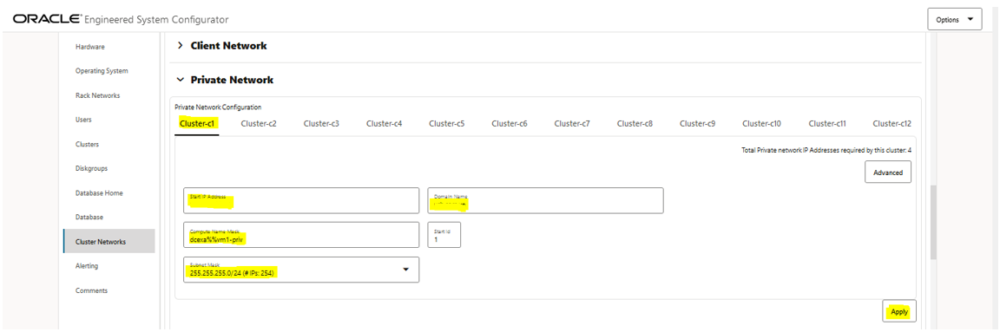 ORACLE Engineered System Configurator
Options
Hardware
Operating System
Rack Networks
Users
Clusters
Diskgroups
Database Home
Database
Cluster Networks
Alerting
Comments
Client Network
Private Network
Private Network Configuration
Cluster-c1 Cluster-c2 Cluster-c3 Cluster-c4 Cluster-c5 Cluster-c6 Cluster-c7 Cluster-c8 Cluster-c9 Cluster-c10 Cluster-c11 Cluster-c12
Total Private network IP Addresses required by this cluster: 4
Advanced
Start IP Address
Domain Name
Compute Name Mask
dcexa%%vm1-priv
Start Id
1
Subnet Mask
255.255.255.0/24 (# IPs: 254)
Apply